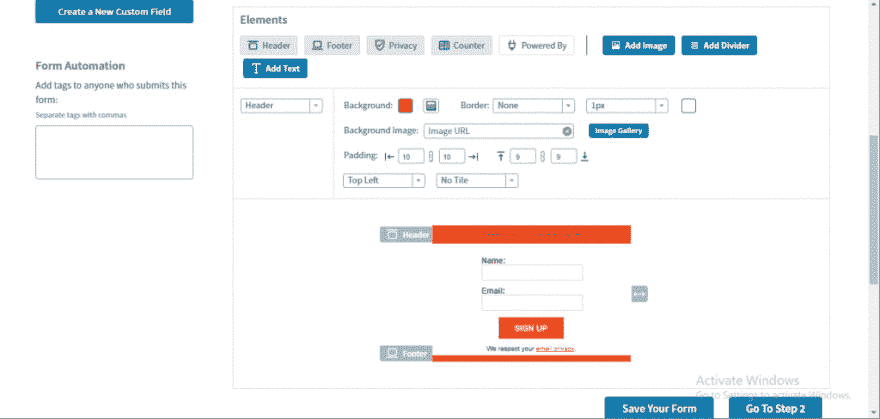 Create a New Custom Field
Form Automation
Add tags to anyone who submits this
form:
Separate tags with commas
Elements
Header Footer Privacy Counter Powered By Add Image Add Divider
Add Text
Header Background: Border: None 1px
Background Image: Image URL Image Gallery
Padding: 10 10 9 9
Top Left No Tile
Header
Name:
Email:
SIGN UP
We respect your email privacy.
Footer
Activate Windows
Go to Settings to activate Windows.
Save Your Form Go To Step 2